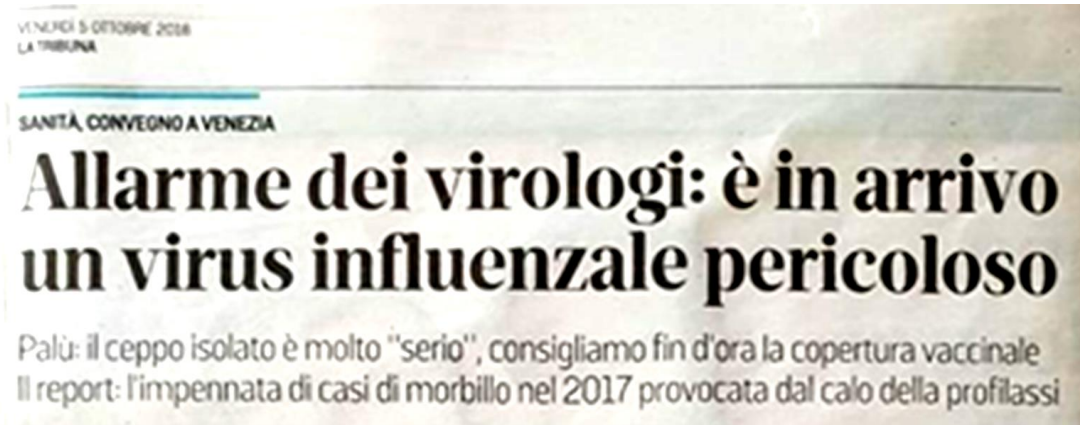 VENERDÌ 5 OTTOBRE 2018
LA TRIBUNA
SANITÀ, CONVEGNO A VENEZIA
Allarme dei virologi: è in arrivo
un virus influenzale pericoloso
Palù: il ceppo isolato è molto "serio", consigliamo fin d'ora la copertura vaccinale
Il report: l'impennata di casi di morbillo nel 2017 provocata dal calo della profilassi